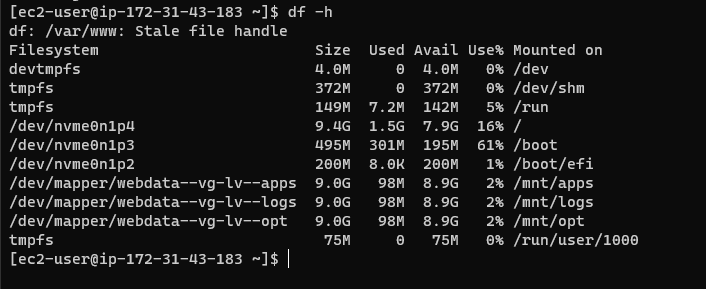 [ec2-user@ip-172-31-43-183 ~]$ df -h
df: /var/www: Stale file handle
Filesystem                       Size  Used Avail Use% Mounted on
devtmpfs                         4.0M     0  4.0M   0% /dev
tmpfs                            372M     0  372M   0% /dev/shm
tmpfs                            149M  7.2M  142M   5% /run
/dev/nvme0n1p4                   9.4G  1.5G  7.9G  16% /
/dev/nvme0n1p3                   495M  301M  195M  61% /boot
/dev/nvme0n1p2                   200M  8.0K  200M   1% /boot/efi
/dev/mapper/webdata--vg-lv--apps 9.0G   98M  8.9G   2% /mnt/apps
/dev/mapper/webdata--vg-lv--logs 9.0G   98M  8.9G   2% /mnt/logs
/dev/mapper/webdata--vg-lv--opt  9.0G   98M  8.9G   2% /mnt/opt
tmpfs                             75M     0   75M   0% /run/user/1000
[ec2-user@ip-172-31-43-183 ~]$